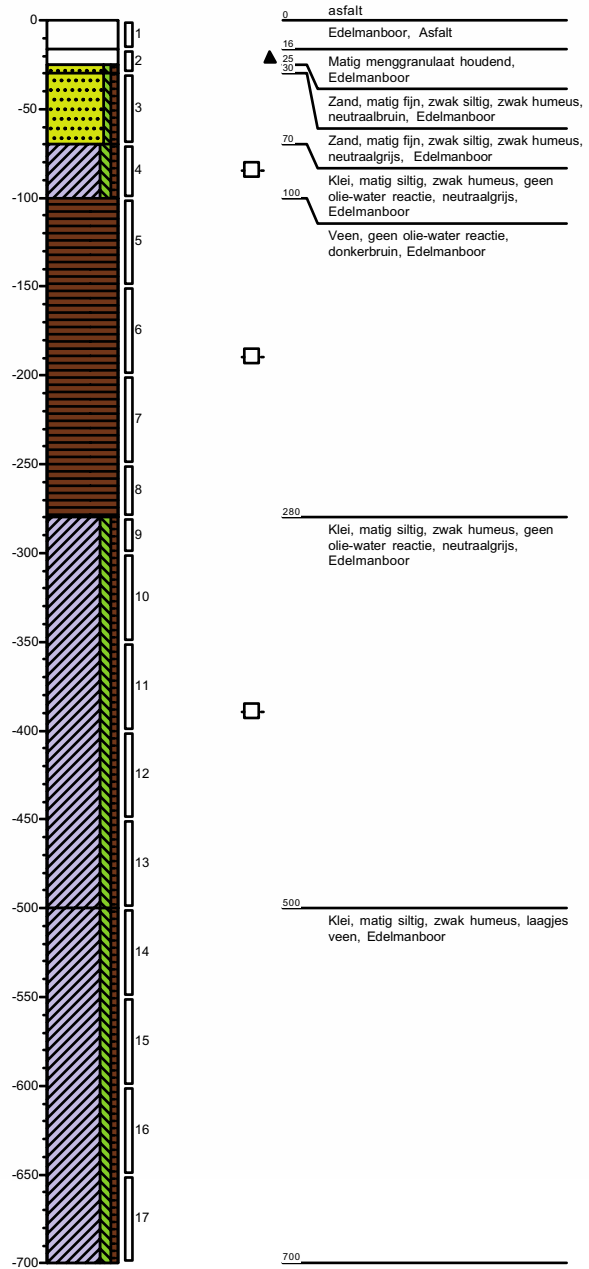 0
-50
-100
-150
-200
-250
-300
-350
-400
-450
-500
-550
-600
-650
-700
1
2
3
4
5
6
7
8
9
10
11
12
13
14
15
16
17
0 asfalt
Edelmanboor, Asfalt
16
Matig menggranulaat houdend,
Edelmanboor
25
Zand, matig fijn, zwak siltig, zwak humeus,
neutraalbruin, Edelmanboor
30
Zand, matig fijn, zwak siltig, zwak humeus,
neutraalgrijs, Edelmanboor
70
Klei, matig siltig, zwak humeus, geen
olie-water reactie, neutraalgrijs,
Edelmanboor
100
Veen, geen olie-water reactie,
donkerbruin, Edelmanboor
280
Klei, matig siltig, zwak humeus, geen
olie-water reactie, neutraalgrijs,
Edelmanboor
500
Klei, matig siltig, zwak humeus, laagjes
veen, Edelmanboor
700